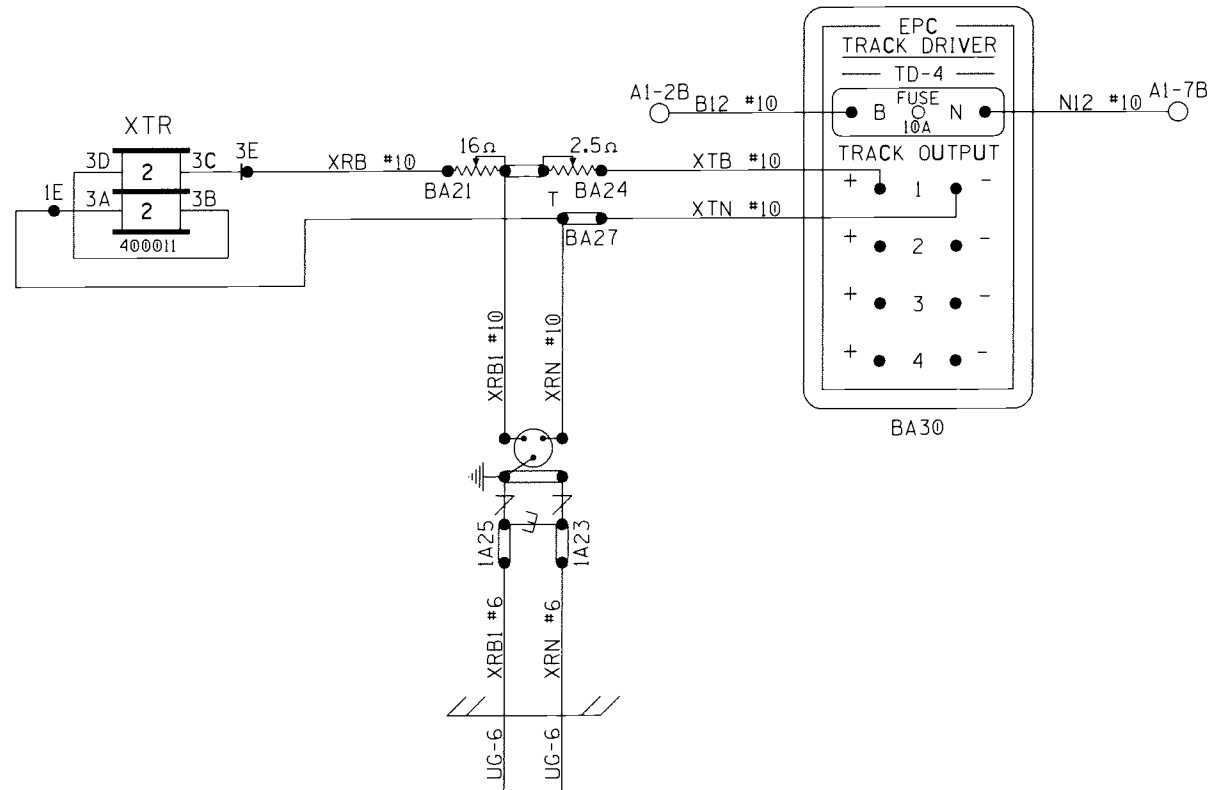 EPC
TRACK DRIVER
TD-4
A1-2B
B12 #10
B
FUSE
10A
N
N12 #10
A1-7B
XTR
3D
2
3C
3E
XRB #10
16Ω
2.5Ω
BA21
BA24
XTB #10
TRACK OUTPUT
+ 1 -
1E
3A
2
3B
T
BA27
XTN #10
400011
+ 2 -
+ 3 -
+ 4 -
BA30
XRB1 #10
XRN #10
1A25
1A23
XRB1 #6
XRN #6
UG-6
UG-6